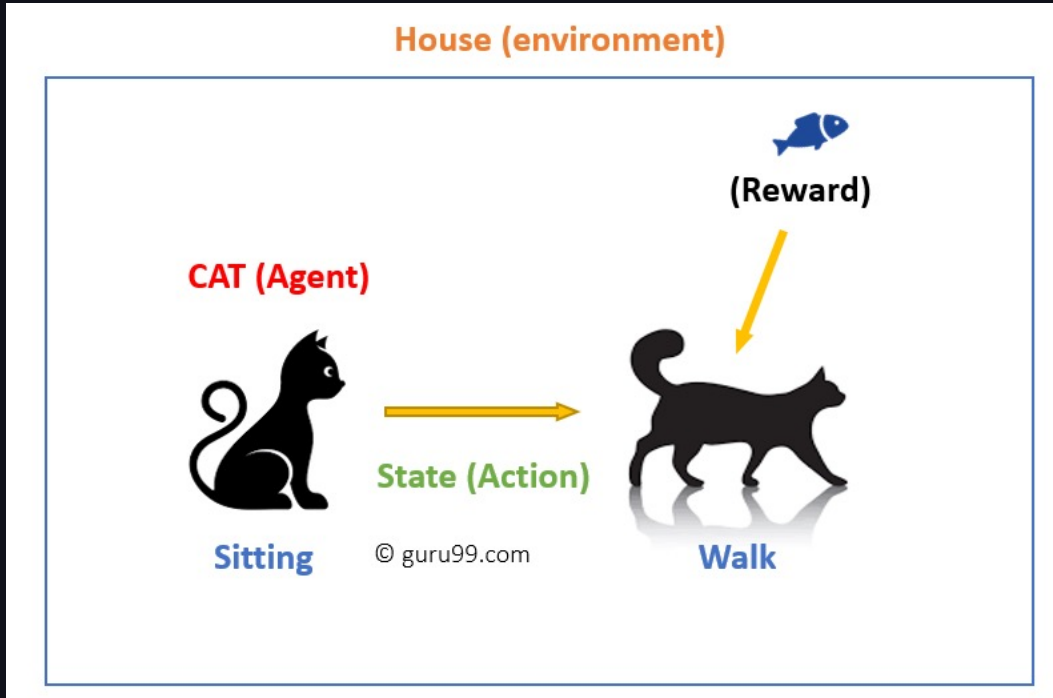 House (environment)
(Reward)
CAT (Agent)
State (Action)
Sitting
© guru99.com
Walk